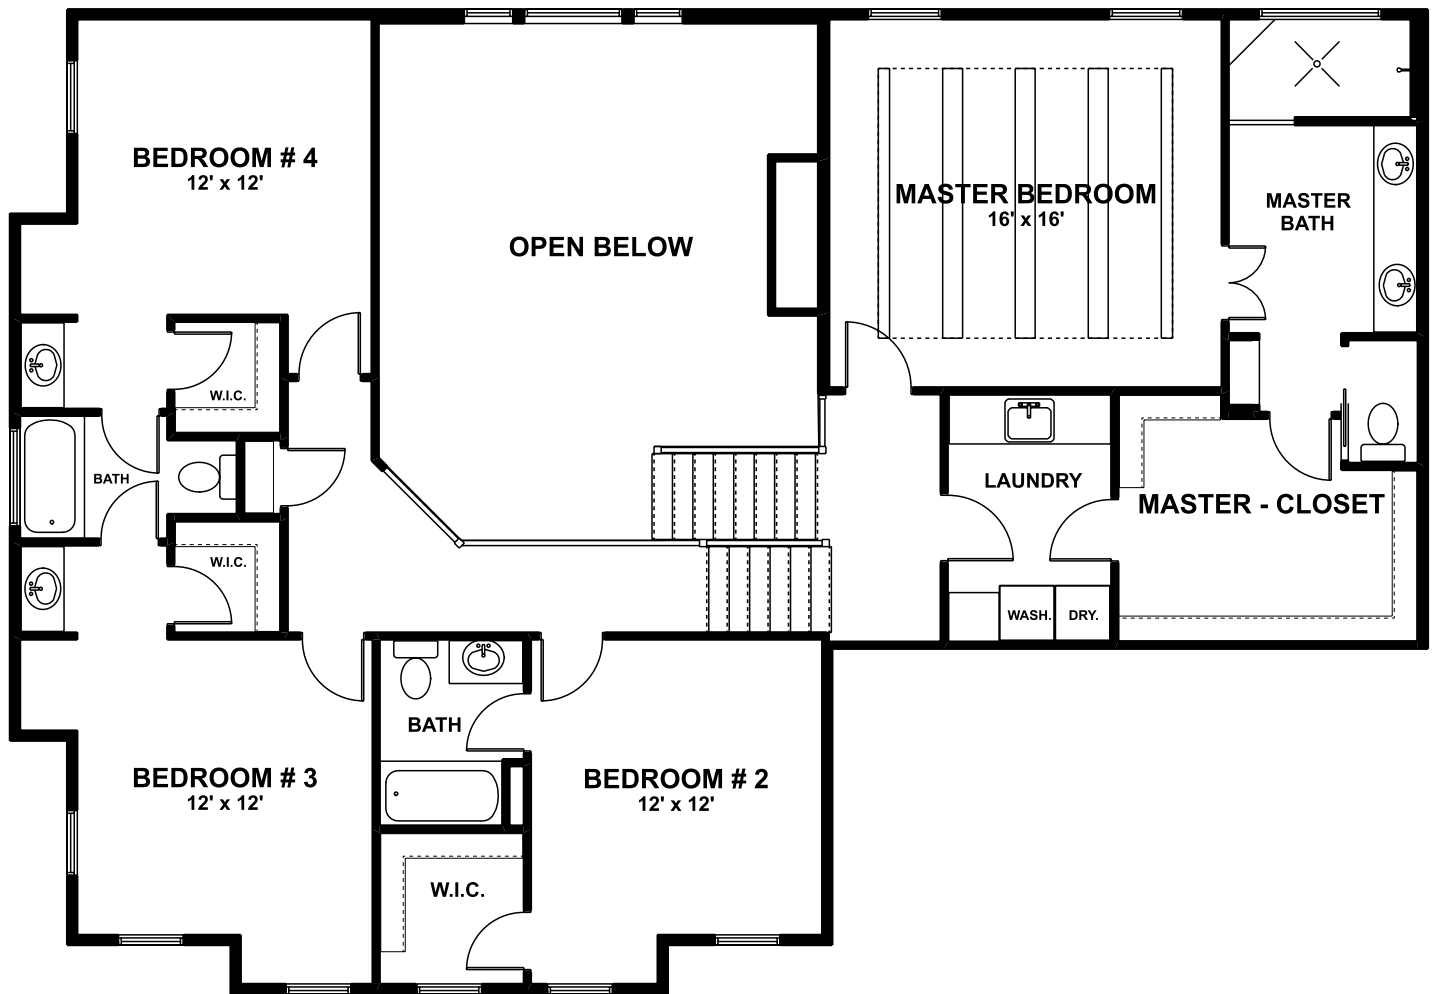 BEDROOM # 4
12' x 12'
OPEN BELOW
MASTER BEDROOM
16' x 16'
MASTER
BATH
W.I.C.
BATH
W.I.C.
LAUNDRY
MASTER - CLOSET
WASH.
DRY.
BEDROOM # 3
12' x 12'
BATH
W.I.C.
BEDROOM # 2
12' x 12'